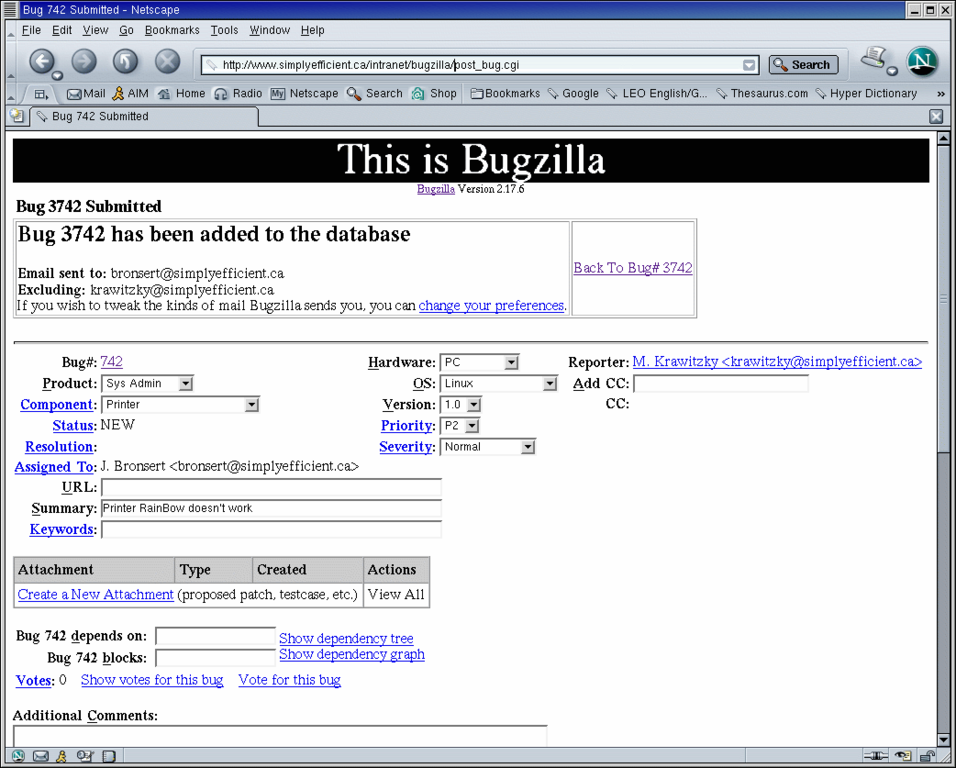 Bug 742 Submitted - Netscape
File Edit View Go Bookmarks Tools Window Help
http://www.simplyefficient.ca/intranet/bugzilla/post_bug.cgi Search N
Mail AIM Home Radio My Netscape Search Shop Bookmarks Google LEO English/G... Thesaurus.com Hyper Dictionary »
Bug 742 Submitted
This is Bugzilla
Bugzilla Version 2.17.6
Bug 3742 Submitted
Bug 3742 has been added to the database
Email sent to: bronsert@simplyefficient.ca
Excluding: krawitzky@simplyefficient.ca
If you wish to tweak the kinds of mail Bugzilla sends you, you can change your preferences.
Back To Bug# 3742
Bug#: 742 Hardware: PC Reporter: M. Krawitzky <krawitzky@simplyefficient.ca>
Product: Sys Admin OS: Linux Add CC:
Component: Printer Version: 1.0 CC:
Status: NEW Priority: P2
Resolution: Severity: Normal
Assigned To: J. Bronsert <bronsert@simplyefficient.ca>
URL:
Summary: Printer RainBow doesn't work
Keywords:
Attachment Type Created Actions
Create a New Attachment (proposed patch, testcase, etc.) View All
Bug 742 depends on: Show dependency tree
Bug 742 blocks: Show dependency graph
Votes: 0 Show votes for this bug Vote for this bug
Additional Comments: